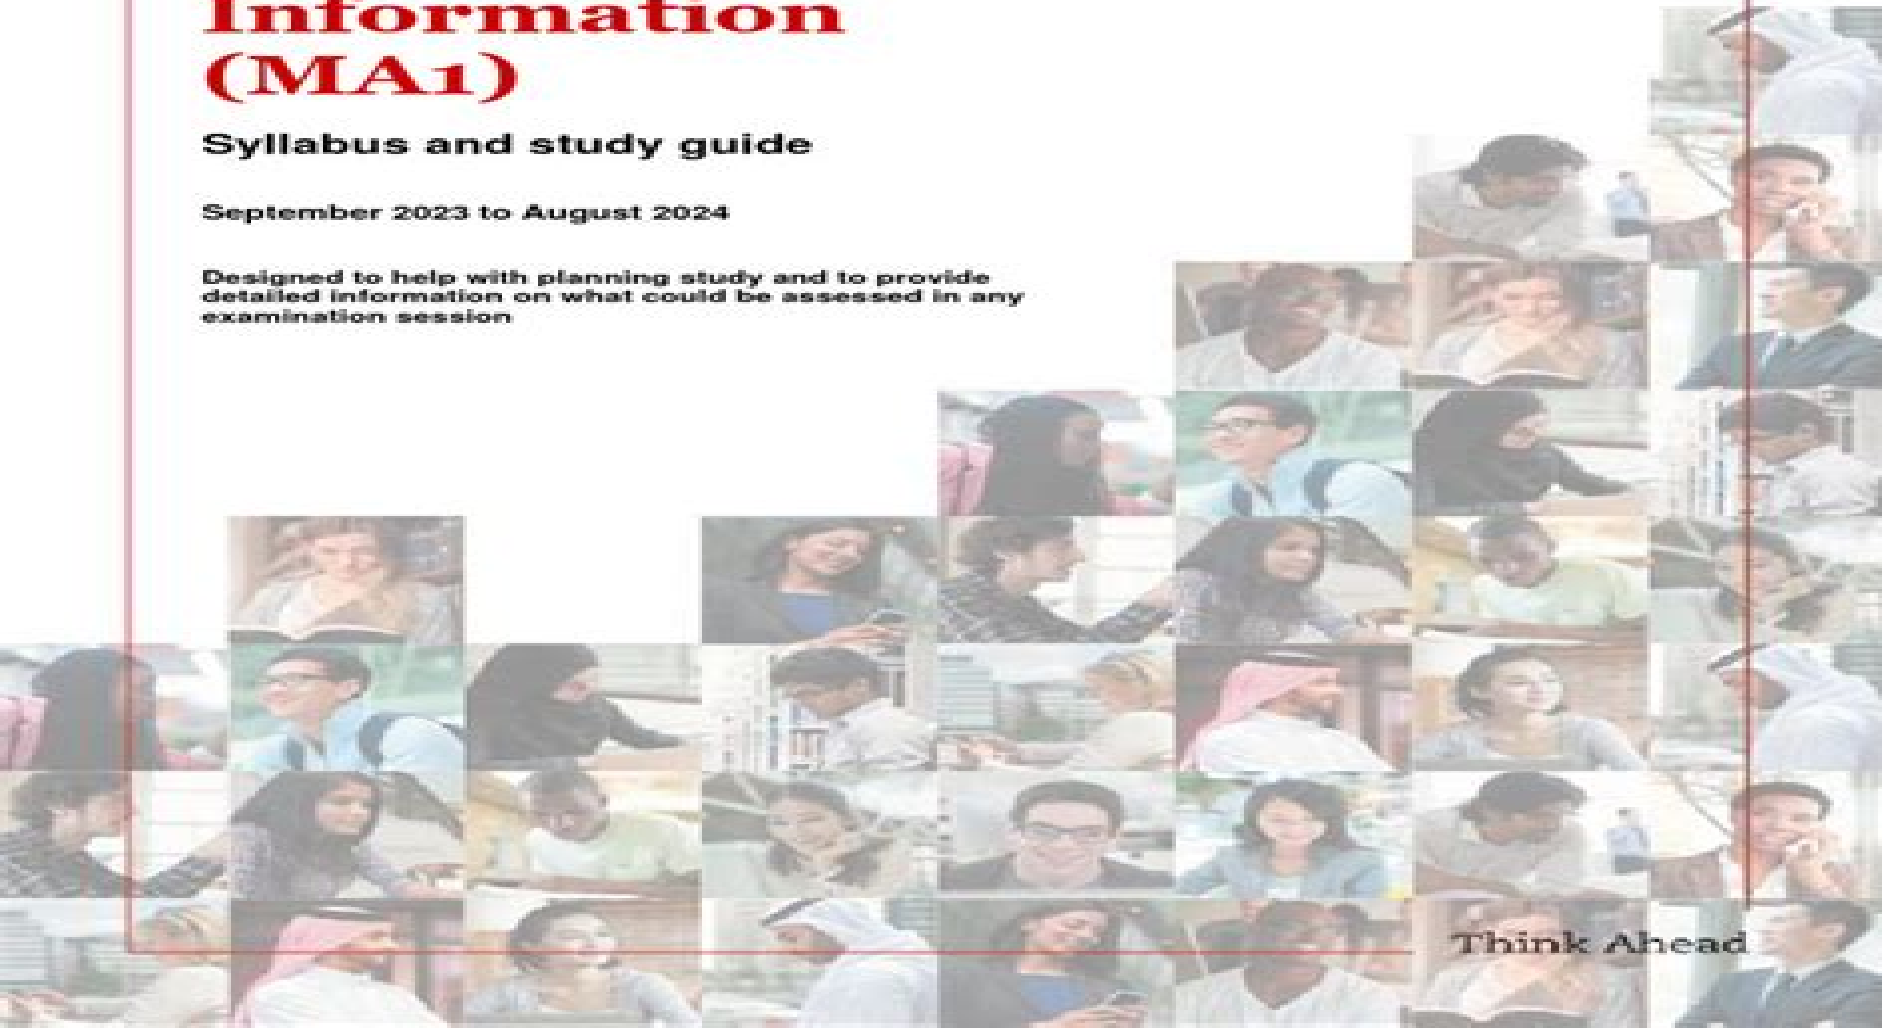 Information
(MA1)
Syllabus and study guide
September 2023 to August 2024
Designed to help with planning study and to provide
detailed information on what could be assessed in any
examination session
Think Ahead